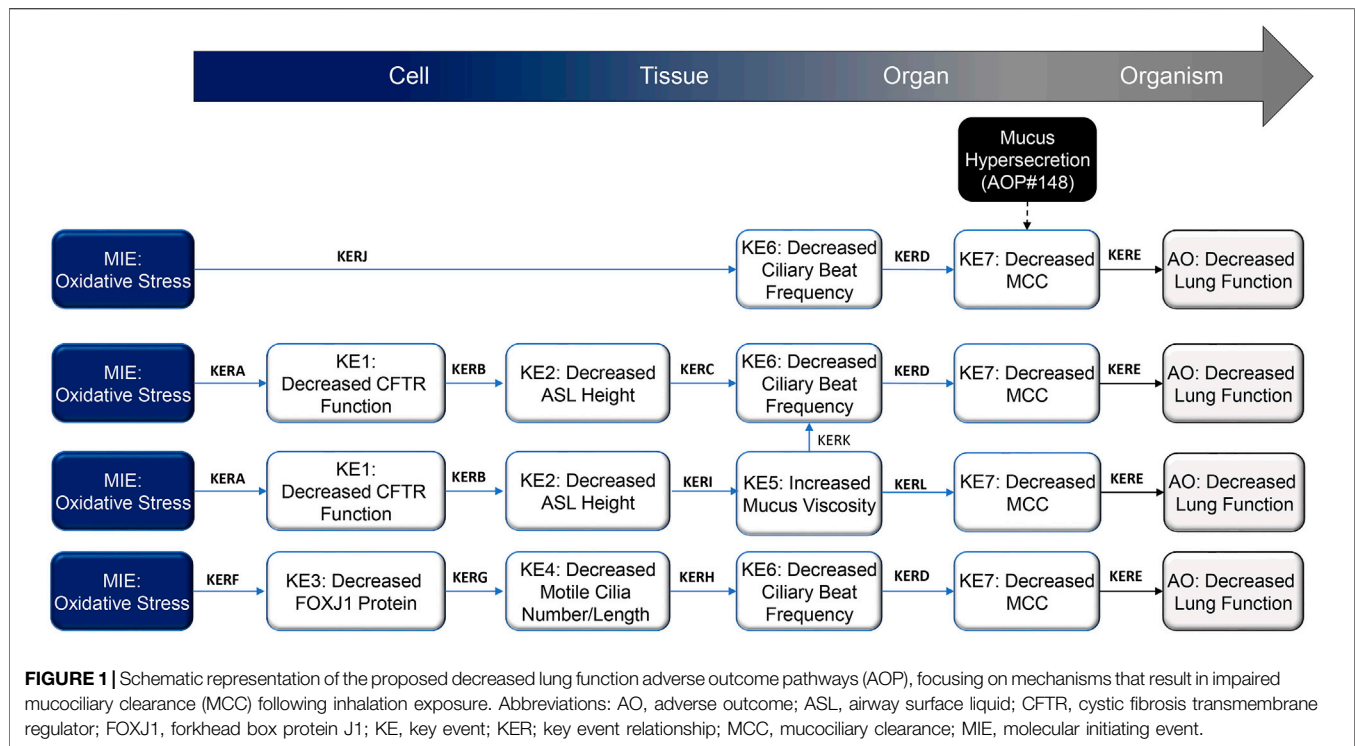 Cell Tissue Organ Organism
Mucus
Hypersecretion
(AOP#148)
MIE:
Oxidative Stress
KERJ
KE6: Decreased
Ciliary Beat
Frequency
KERD
KE7: Decreased
MCC
KERE
AO: Decreased
Lung Function
MIE:
Oxidative Stress
KERA
KE1:
Decreased CFTR
Function
KERB
KE2: Decreased
ASL Height
KERC
KE6: Decreased
Ciliary Beat
Frequency
KERD
KE7: Decreased
MCC
KERE
AO: Decreased
Lung Function
KERK
MIE:
Oxidative Stress
KERA
KE1:
Decreased CFTR
Function
KERB
KE2: Decreased
ASL Height
KERI
KE5: Increased
Mucus Viscosity
KERL
KE7: Decreased
MCC
KERE
AO: Decreased
Lung Function
MIE:
Oxidative Stress
KERF
KE3: Decreased
FOXJ1 Protein
KERG
KE4: Decreased
Motile Cilia
Number/Length
KERH
KE6: Decreased
Ciliary Beat
Frequency
KERD
KE7: Decreased
MCC
KERE
AO: Decreased
Lung Function
FIGURE 1 | Schematic representation of the proposed decreased lung function adverse outcome pathways (AOP), focusing on mechanisms that result in impaired
mucociliary clearance (MCC) following inhalation exposure. Abbreviations: AO, adverse outcome; ASL, airway surface liquid; CFTR, cystic fibrosis transmembrane
regulator; FOXJ1, forkhead box protein J1; KE, key event; KER; key event relationship; MCC, mucociliary clearance; MIE, molecular initiating event.